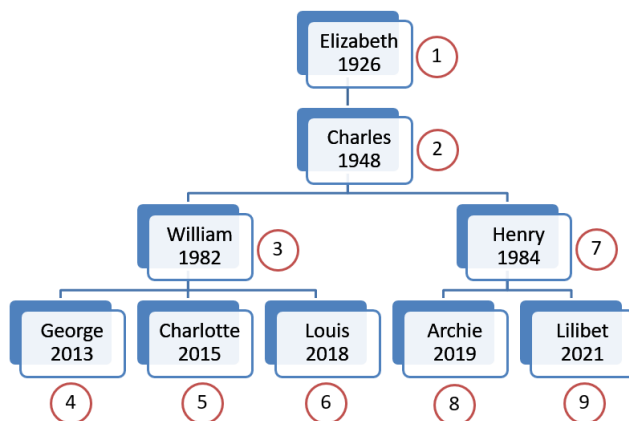 Elizabeth
1926
1
Charles
1948
2
William
1982
3
Henry
1984
7
George
2013
Charlotte
2015
Louis
2018
Archie
2019
Lilibet
2021
4
5
6
8
9